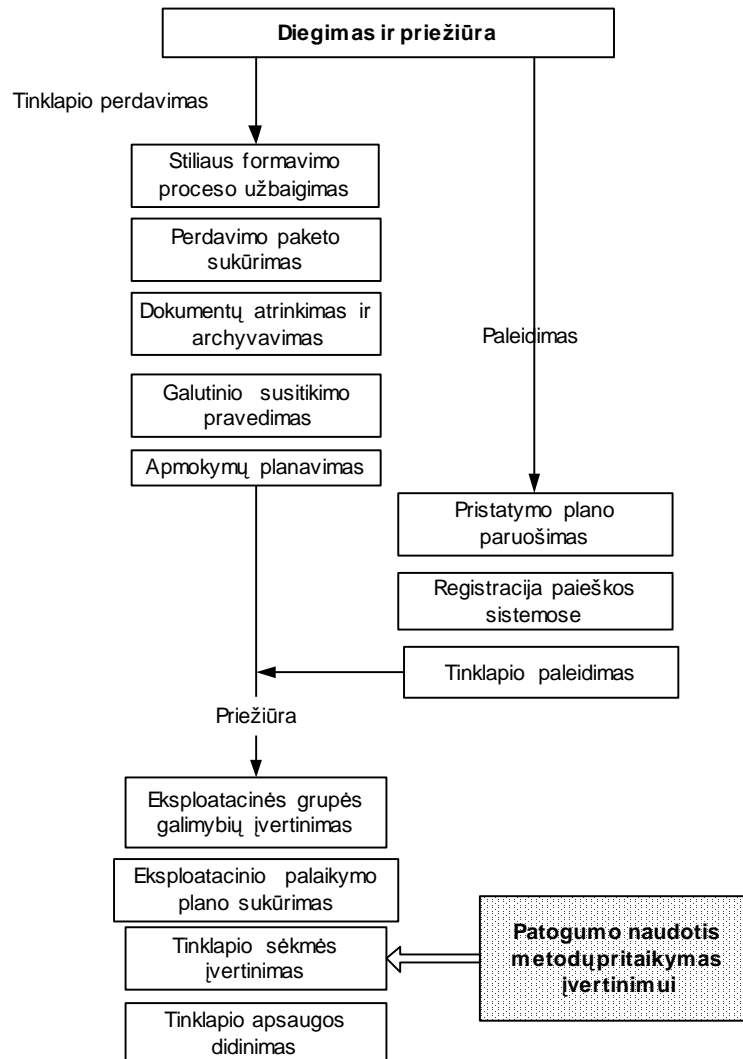 Diegimas ir priežiūra
Tinklapio perdavimas
Stiliaus formavimo
proceso užbaigimas
Perdavimo paketo
sukūrimas
Dokumentų atrinkimas ir
archyvavimas
Paleidimas
Galutinio susitikimo
pravedimas
Apmokymų planavimas
Pristatymo plano
paruošimas
Registracija paieškos
sistemose
Tinklapio paleidimas
Priežiūra
Eksploatacinės grupės
galimybių įvertinimas
Eksploatacinio palaikymo
plano sukūrimas
Tinklapio sėkmės
įvertinimas
Patogumo naudotis
metodųpritaikymas
įvertinimui
Tinklapio apsaugos
didinimas